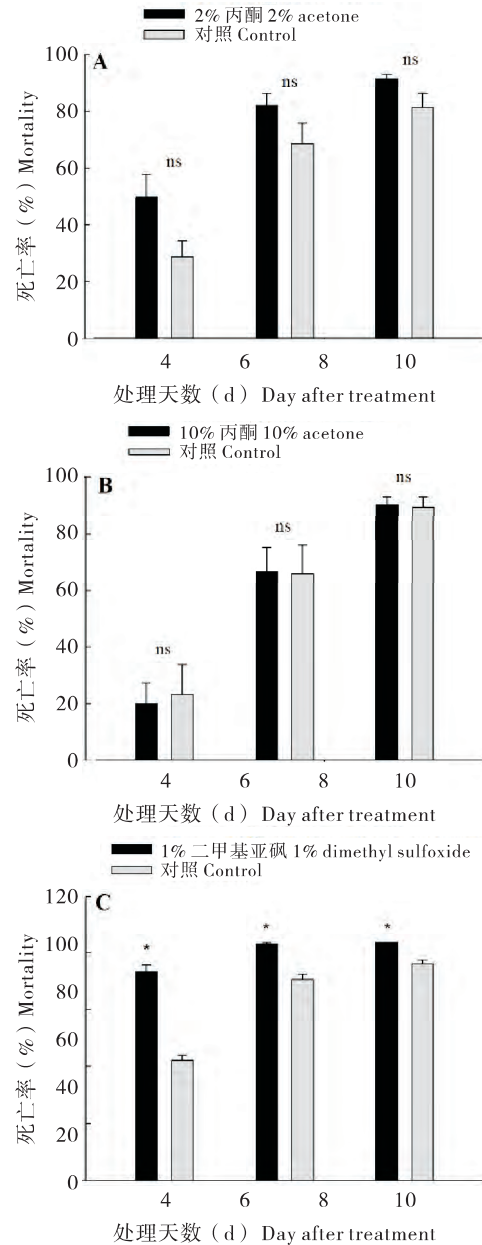 2% 丙酮 2% acetone
对照 Control
A
100
80
60
40
20
0
死亡率（%）Mortality
ns
ns
ns
4 6 8 10
处理天数（d）Day after treatment
10% 丙酮 10% acetone
对照 Control
B
100
80
60
40
20
0
死亡率（%）Mortality
ns
ns
ns
4 6 8 10
处理天数（d）Day after treatment
1% 二甲基亚砜 1% dimethyl sulfoxide
对照 Control
C
120
100
80
60
40
20
0
死亡率（%）Mortality
* * *
4 6 8 10
处理天数（d）Day after treatment